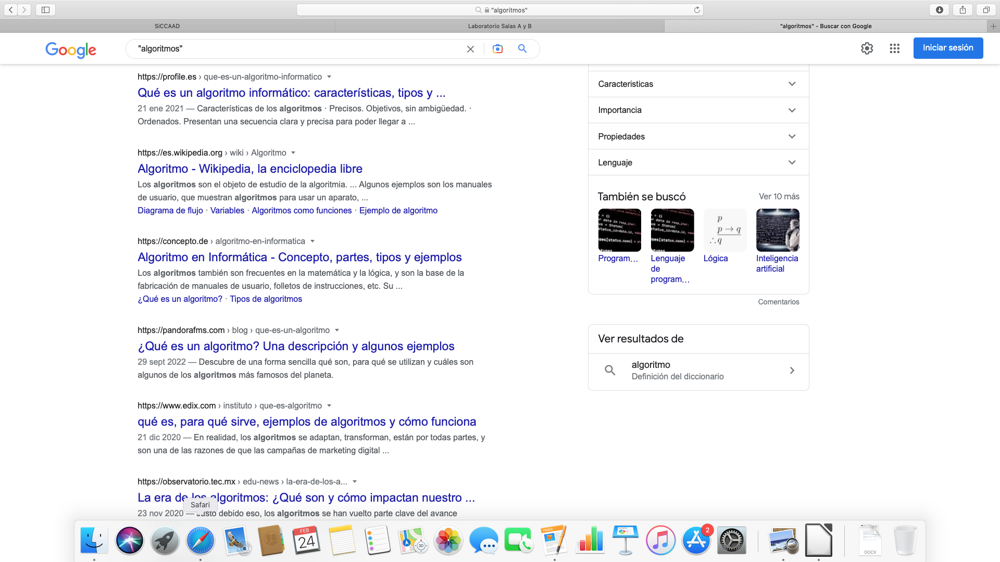 "algoritmos"
SiCCAAD
Laboratorio Salas A y B
"algoritmos" - Buscar con Google
Google
"algoritmos"
Iniciar sesión
https://profile.es › que-es-un-algoritmo-informatico
Qué es un algoritmo informático: características, tipos y ...
21 ene 2021 — Características de los algoritmos · Precisos. Objetivos, sin ambigüedad. ·
Ordenados. Presentan una secuencia clara y precisa para poder llegar a ...
https://es.wikipedia.org › wiki › Algoritmo
Algoritmo - Wikipedia, la enciclopedia libre
Los algoritmos son el objeto de estudio de la algoritmia. ... Algunos ejemplos son los manuales
de usuario, que muestran algoritmos para usar un aparato, ...
Diagrama de flujo · Variables · Algoritmos como funciones · Ejemplo de algoritmo
https://concepto.de › algoritmo-en-informatica
Algoritmo en Informática - Concepto, partes, tipos y ejemplos
Los algoritmos también son frecuentes en la matemática y la lógica, y son la base de la
fabricación de manuales de usuario, folletos de instrucciones, etc. Su ...
¿Qué es un algoritmo? · Tipos de algoritmos
https://pandorafms.com › blog › que-es-un-algoritmo
¿Qué es un algoritmo? Una descripción y algunos ejemplos
29 sept 2022 — Descubre de una forma sencilla qué son, para qué se utilizan y cuáles son
algunos de los algoritmos más famosos del planeta.
https://www.edix.com › instituto › que-es-algoritmo
qué es, para qué sirve, ejemplos de algoritmos y cómo funciona
21 dic 2020 — En realidad, los algoritmos se adaptan, transforman, están por todas partes, y
son una de las razones de que las campañas de marketing digital ...
https://observatorio.tec.mx › edu-news › la-era-de-los-a...
La era de los algoritmos: ¿Qué son y cómo impactan nuestro ...
23 nov 2020 — Justo debido eso, los algoritmos se han vuelto parte clave del avance
Caracteristicas
Importancia
Propiedades
Lenguaje
También se buscó
Ver 10 más
p
p → q
∴ q
Program...
Lenguaje
de
program...
Lógica
Inteligencia
artificial
Comentarios
Ver resultados de
algoritmo
Definición del diccionario
Safari
FEB
24
3D
PAGES
2
DOCX